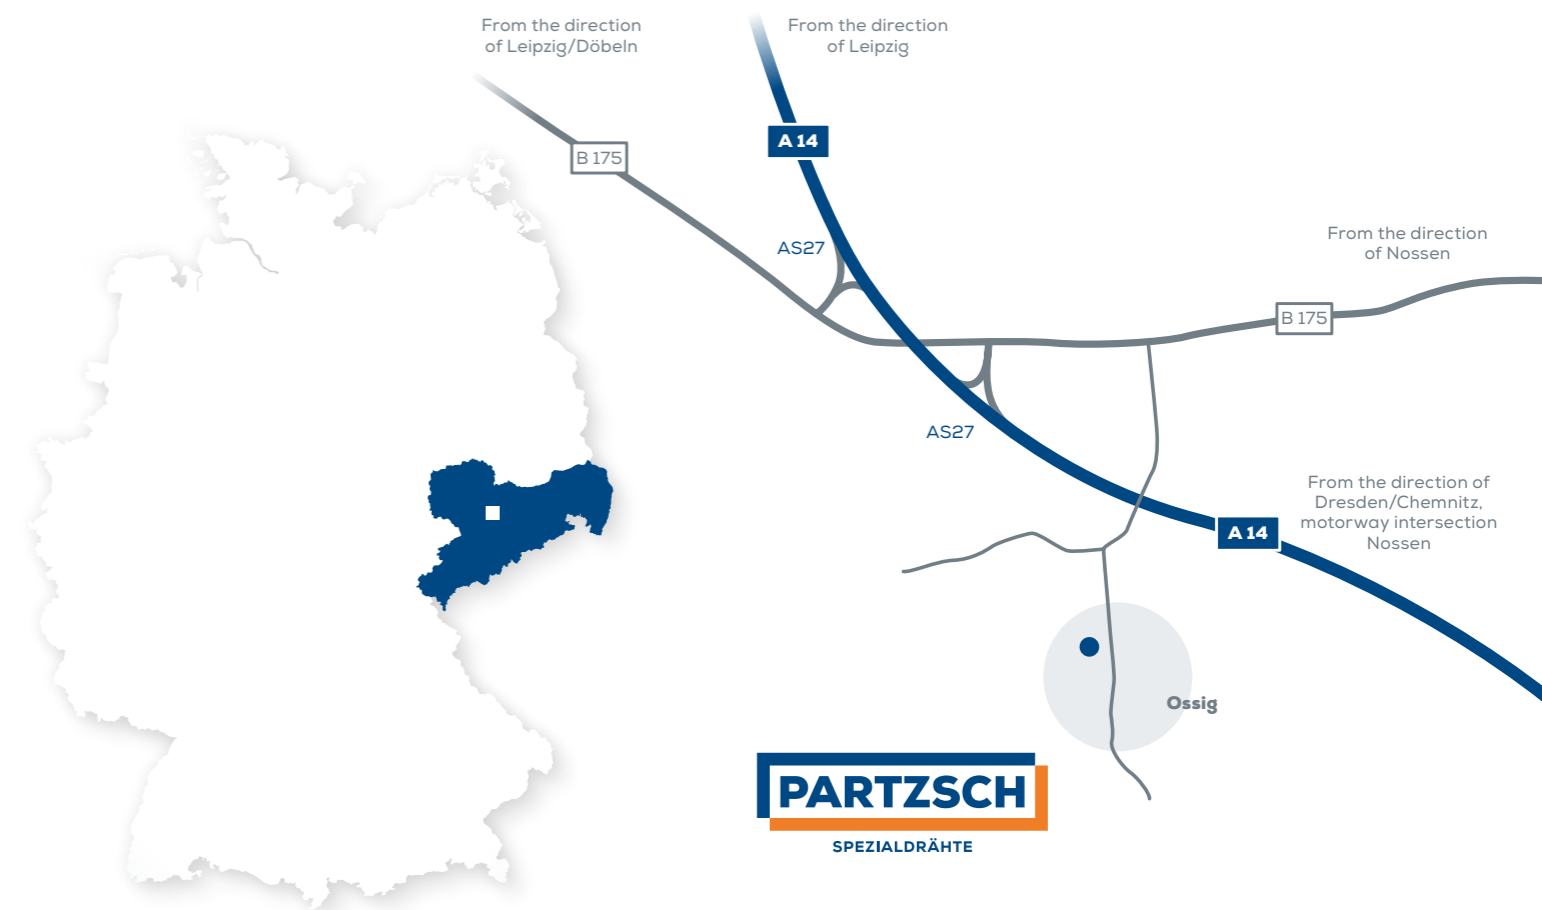 From the direction
of Leipzig/Döbeln
From the direction
of Leipzig
A 14
B 175
AS27
From the direction
of Nossen
B 175
AS27
From the direction of
Dresden/Chemnitz,
motorway intersection
Nossen
A 14
Ossig
PARTZSCH
SPEZIALDRÄHTE